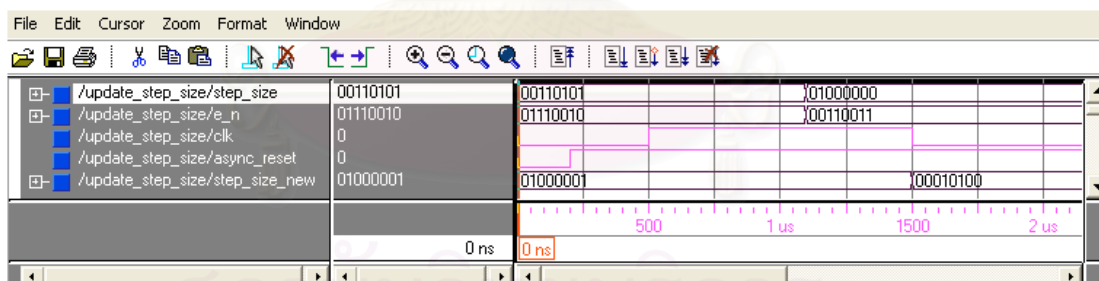 File Edit Cursor Zoom Format Window
/update_step_size/step_size 00110101 00110101 01000000
/update_step_size/e_n 01110010 01110010 00110011
/update_step_size/clk 0
/update_step_size/async_reset 0
/update_step_size/step_size_new 01000001 01000001 00010100
500 1 us 1500 2 us
0 ns 0 ns